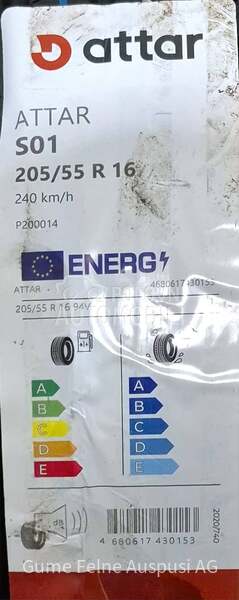 attar
ATTAR
S01
205/55 R 16
240 km/h
P200014
ENERG
ATTAR 4680617430153
205/55 R 16 94V
A A
B B
C C
D D
E E
2020/740
4 680617 430153
Gume Felne Auspusi AG